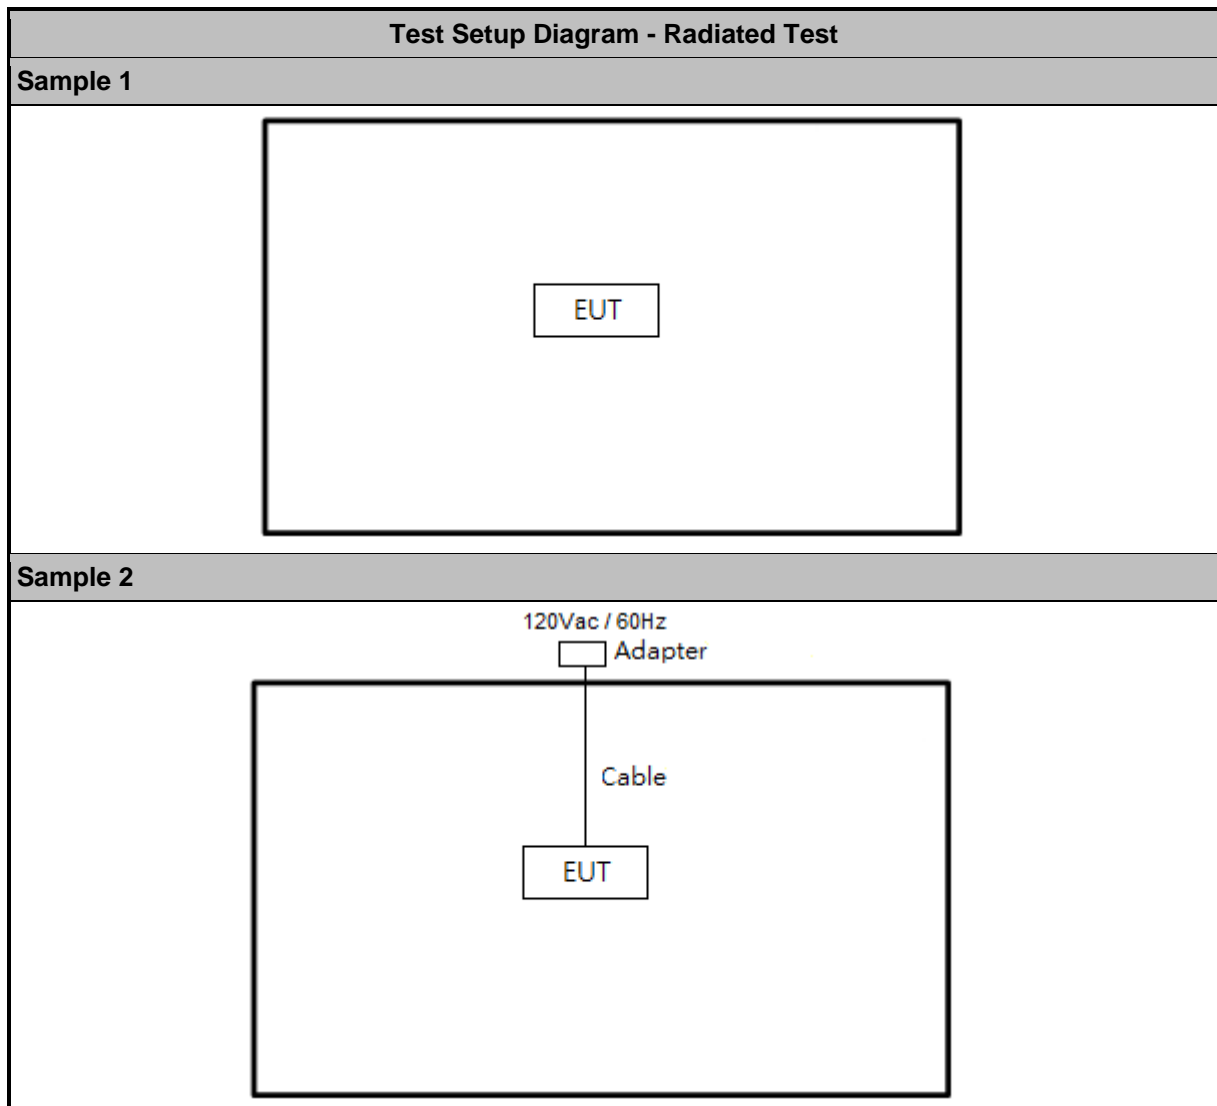 Test Setup Diagram - Radiated Test
Sample 1
EUT
Sample 2
120Vac / 60Hz
Adapter
Cable
EUT